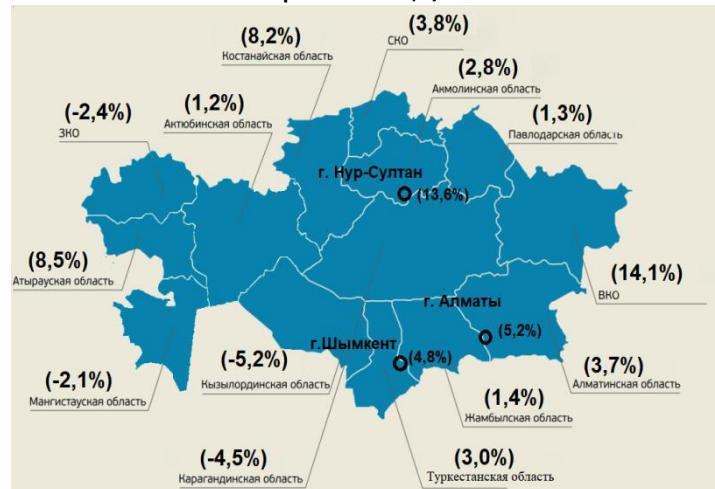 (3,8%)
СКО
(8,2%)
Костанайская область
(2,8%)
Акмолинская область
(-2,4%)
ЗКО
(1,2%)
Актюбинская область
(1,3%)
Павлодарская область
г. Нур-Султан
(13,6%)
(8,5%)
Атырауская область
(14,1%)
ВКО
г. Алматы
(5,2%)
г.Шымкент
(4,8%)
(-2,1%)
Мангистауская область
(-5,2%)
Кызылординская область
(3,7%)
Алматинская область
(1,4%)
Жамбылская область
(-4,5%)
Карагандинская область
(3,0%)
Туркестанская область